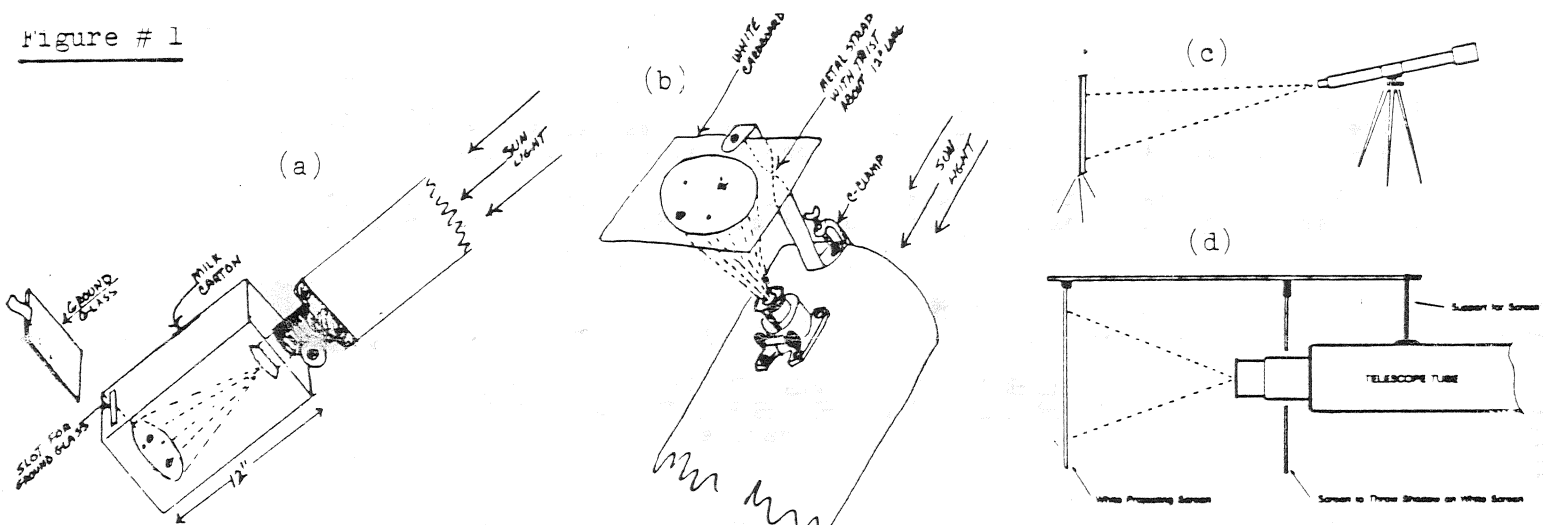 Figure # 1
(a)
SUN
LIGHT
MILK
CARTON
GROUND
GLASS
SLOT FOR
GROUND GLASS
12"
(b)
WHITE
CARDBOARD
METAL STRAP
WITH TWIST
ABOUT 12" LONG
C-CLAMP
SUN
LIGHT
(c)
(d)
Support for Screen
TELESCOPE TUBE
White Projecting Screen
Screen to Throw Shadow on White Screen